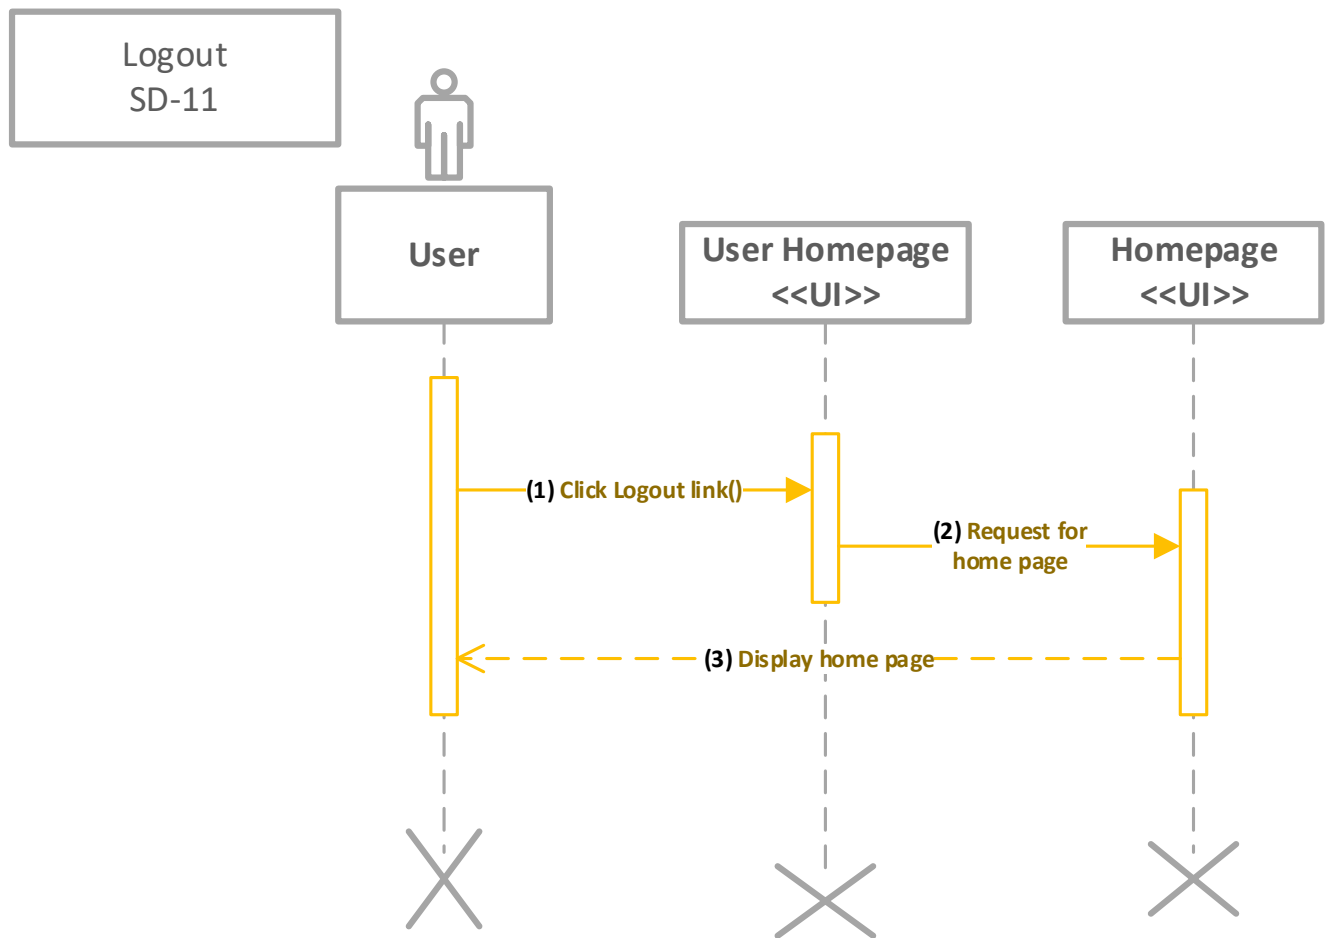 Logout
SD-11
User
User Homepage
<<UI>>
Homepage
<<UI>>
(1) Click Logout link()
(2) Request for
home page
(3) Display home page